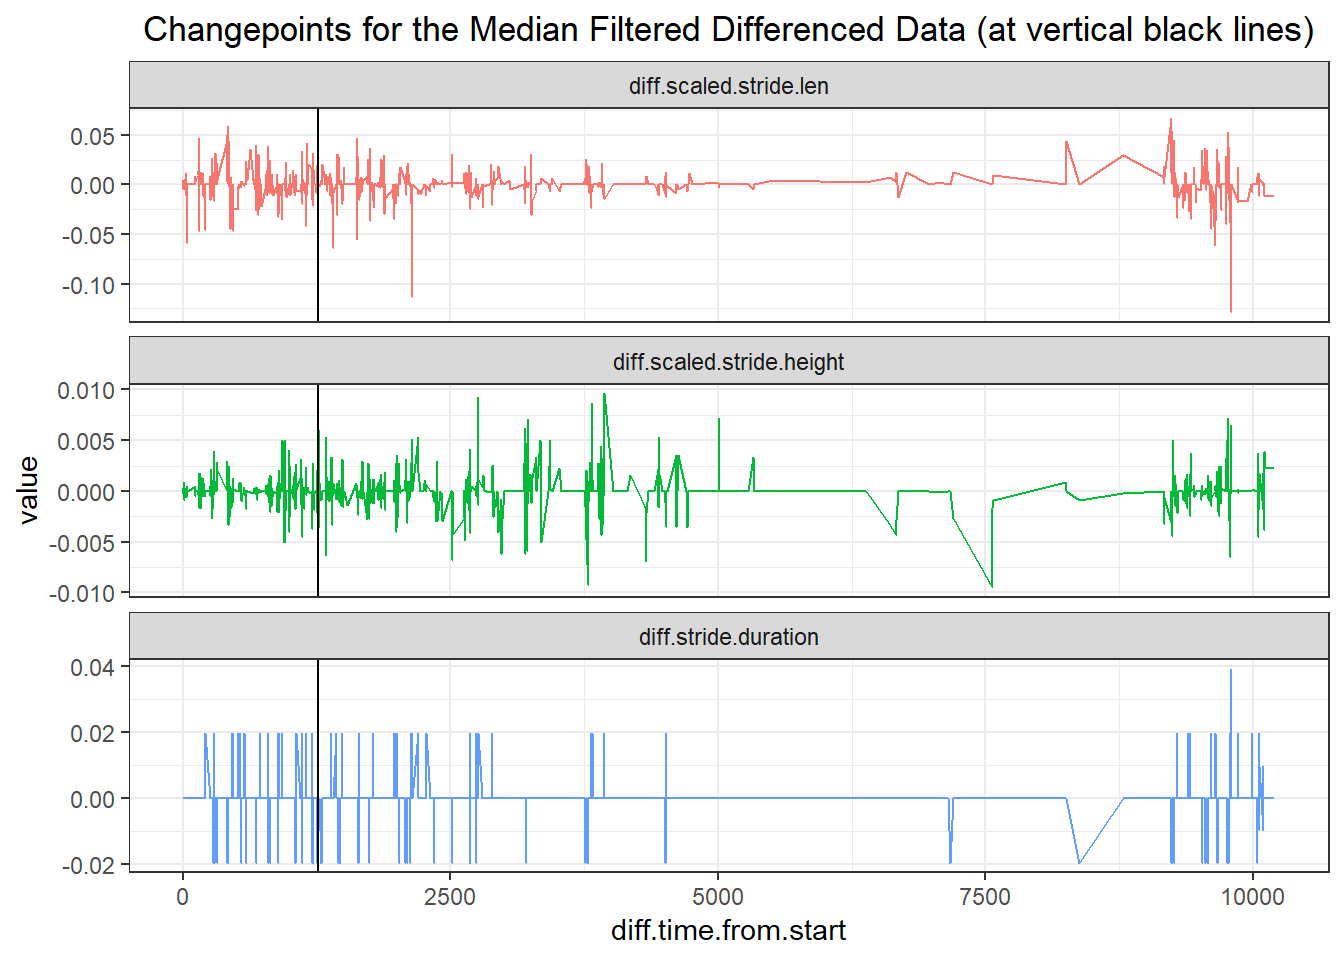 Changepoints for the Median Filtered Differenced Data (at vertical black lines)
diff.scaled.stride.len
0.05
0.00
-0.05
-0.10
diff.scaled.stride.height
0.010
0.005
0.000
-0.005
-0.010
value
diff.stride.duration
0.04
0.02
0.00
-0.02
0 2500 5000 7500 10000
diff.time.from.start